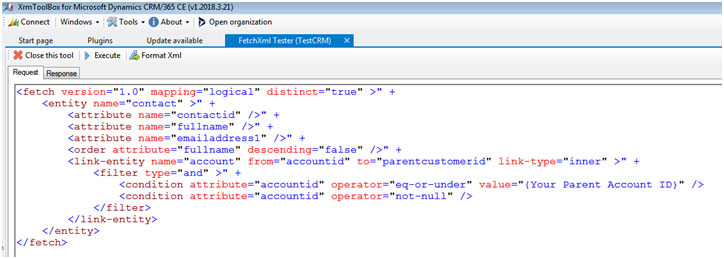 XrmToolBox for Microsoft Dynamics CRM/365 CE (v1.2018.3.21)
Connect Windows Tools About Open organization
Start page Plugins Update available FetchXml Tester (TestCRM)
Close this tool Execute Format Xml
Request Response
<fetch version="1.0" mapping="logical" distinct="true" >" +
<entity name="contact" >" +
<attribute name="contactid" />" +
<attribute name="fullname" />" +
<attribute name="emailaddress1" />" +
<order attribute="fullname" descending="false" />" +
<link-entity name="account" from="accountid" to="parentcustomerid" link-type="inner" >" +
<filter type="and" >" +
<condition attribute="accountid" operator="eq-or-under" value="{Your Parent Account ID}" />
<condition attribute="accountid" operator="not-null" />
</filter>
</link-entity>
</entity>
</fetch>